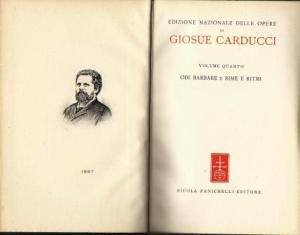 1887
EDIZIONE NAZIONALE DELLE OPERE
DI
GIOSUE CARDUCCI
VOLUME QUARTO
ODI BARBARE E RIME E RITMI
NICOLA ZANICHELLI EDITORE